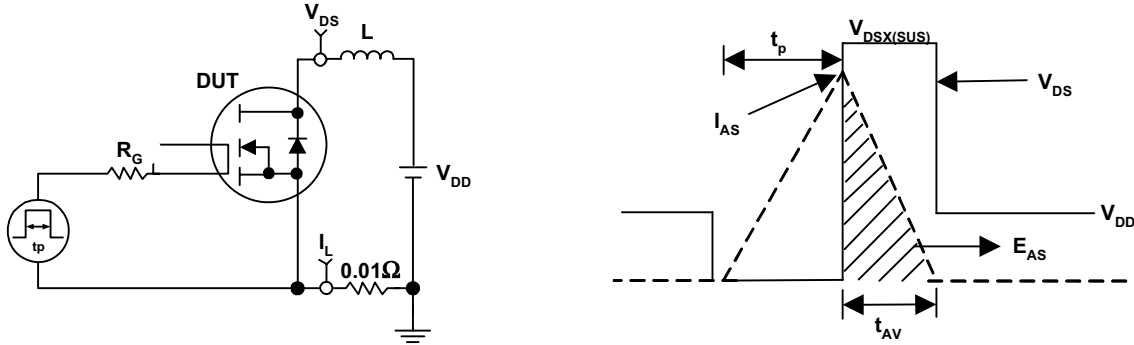 V_DS
L
DUT
R_G
V_DD
tp
I_L
0.01Ω
V_DSX(SUS)
t_p
V_DS
I_AS
V_DD
E_AS
t_AV